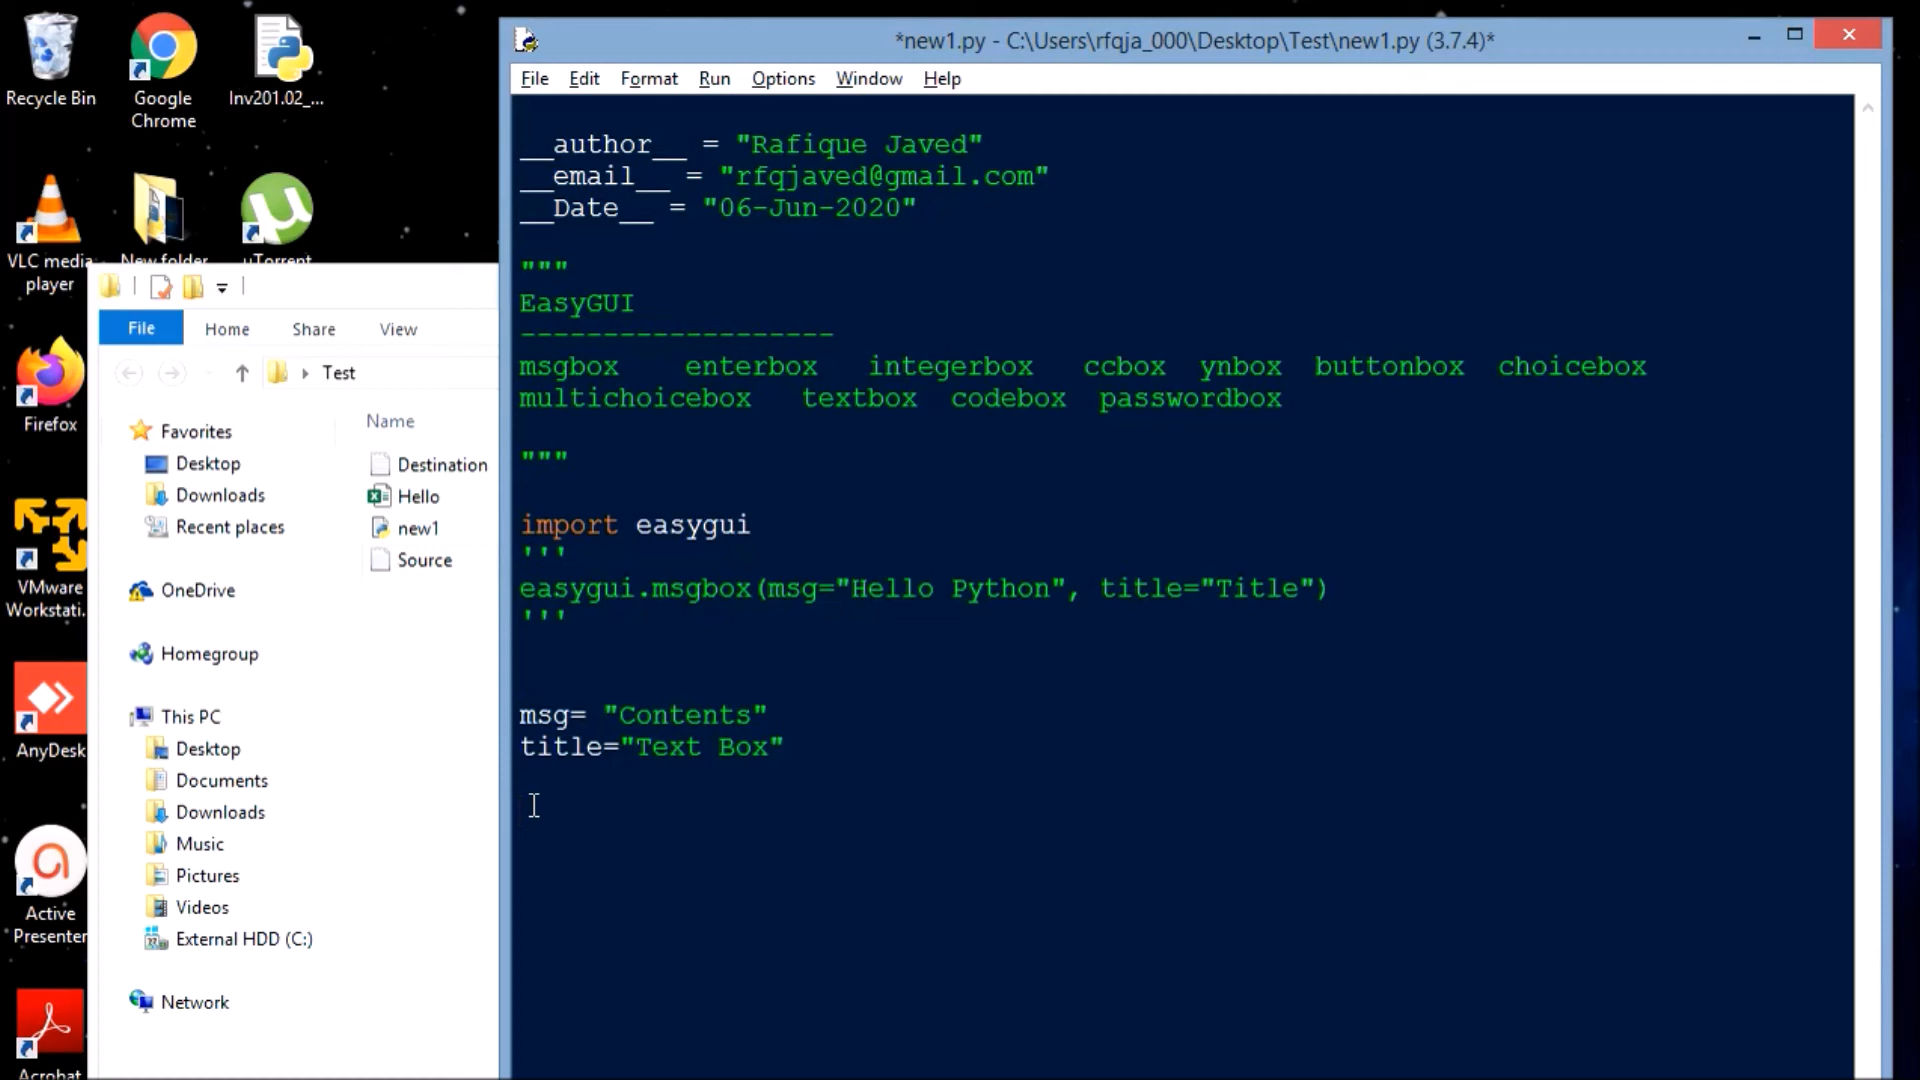 Recycle Bin
Google
Chrome
Inv201.02_...
VLC media
player
New folder
uTorrent
Firefox
VMware
Workstati...
AnyDesk
Active
Presenter
Acrobat
File
Home
Share
View
Test
Favorites
Desktop
Downloads
Recent places
OneDrive
Homegroup
This PC
Desktop
Documents
Downloads
Music
Pictures
Videos
External HDD (C:)
Network
Name
Destination
Hello
new1
Source
*new1.py - C:\Users\rfqja_000\Desktop\Test\new1.py (3.7.4)*
File Edit Format Run Options Window Help
__author__ = "Rafique Javed"
__email__ = "rfqjaved@gmail.com"
__Date__ = "06-Jun-2020"
"""
EasyGUI
-------------------
msgbox    enterbox   integerbox   ccbox  ynbox  buttonbox  choicebox
multichoicebox   textbox  codebox  passwordbox
"""
import easygui
'''
easygui.msgbox(msg="Hello Python", title="Title")
'''
msg= "Contents"
title="Text Box"